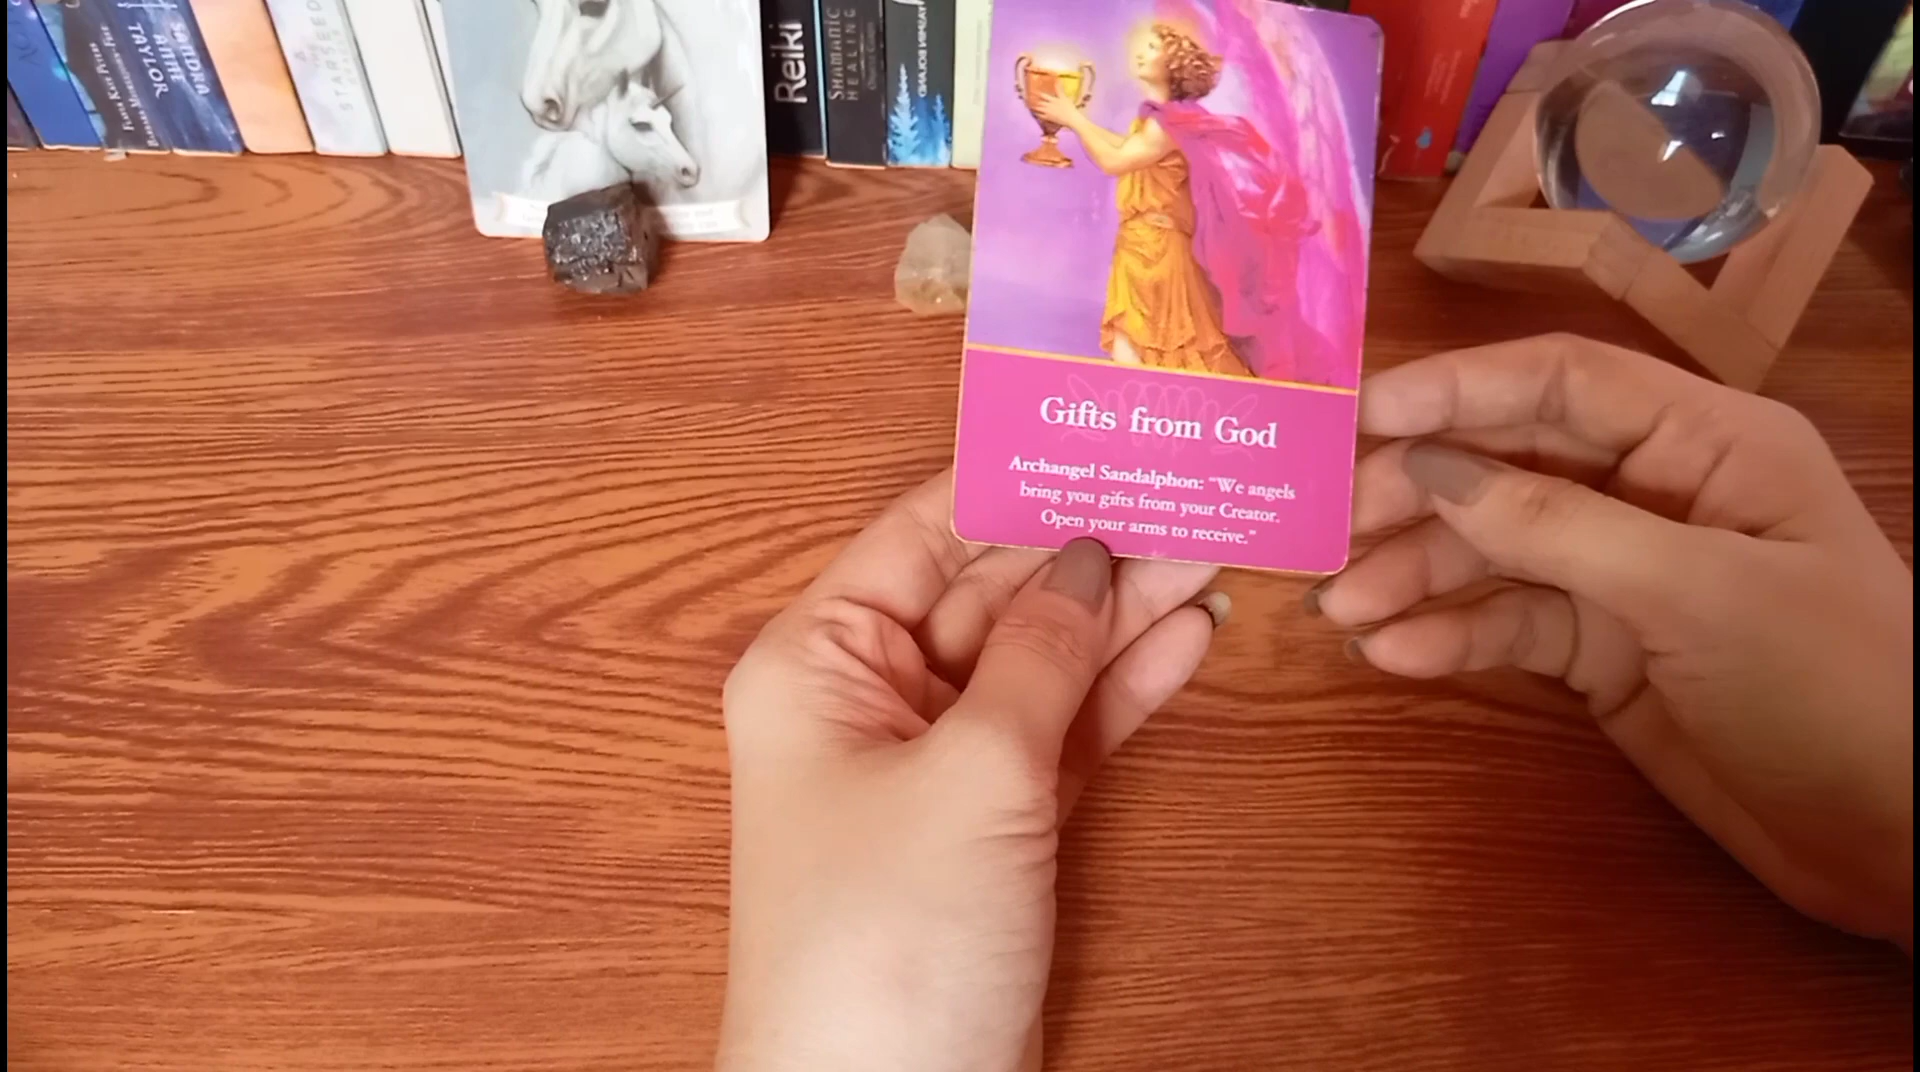 SANDRA
ANNE
TAYLOR
STARSEED
Reiki
SHAMANIC
HEALING
Gifts from God
Archangel Sandalphon: "We angels
bring you gifts from your Creator.
Open your arms to receive."